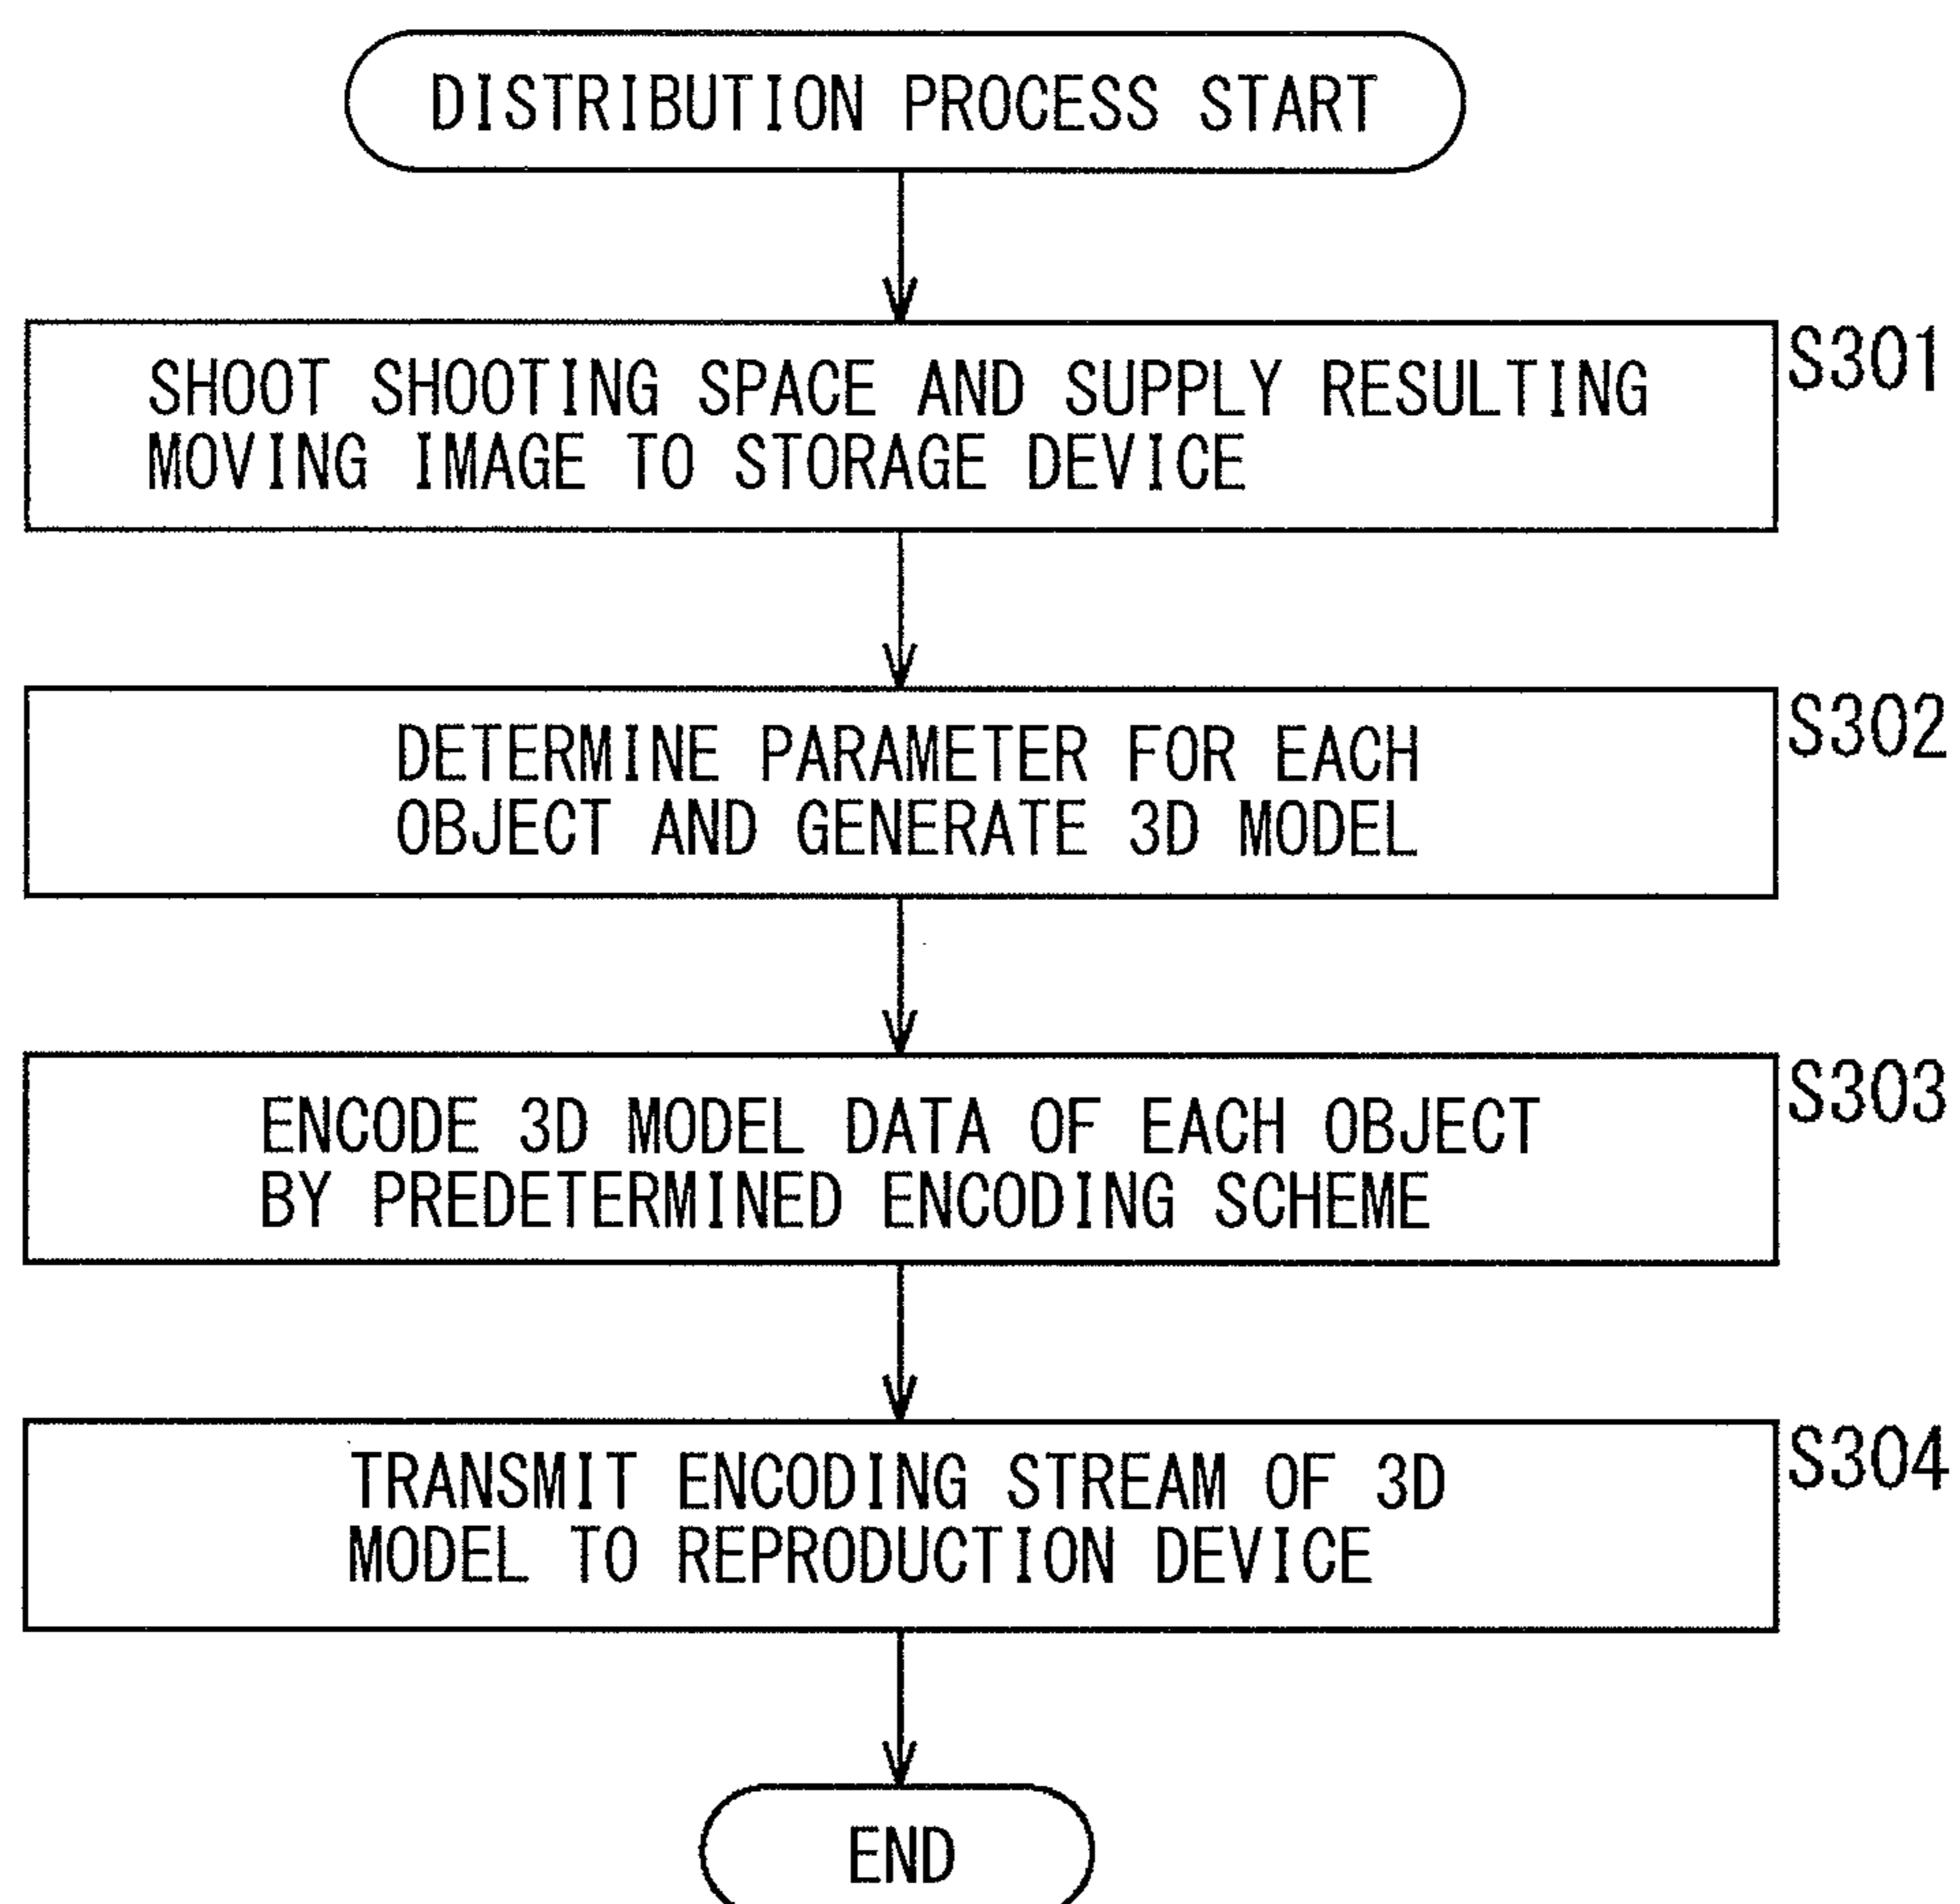 DISTRIBUTION PROCESS START
SHOOT SHOOTING SPACE AND SUPPLY RESULTING
MOVING IMAGE TO STORAGE DEVICE
S301
DETERMINE PARAMETER FOR EACH
OBJECT AND GENERATE 3D MODEL
S302
ENCODE 3D MODEL DATA OF EACH OBJECT
BY PREDETERMINED ENCODING SCHEME
S303
TRANSMIT ENCODING STREAM OF 3D
MODEL TO REPRODUCTION DEVICE
S304
END